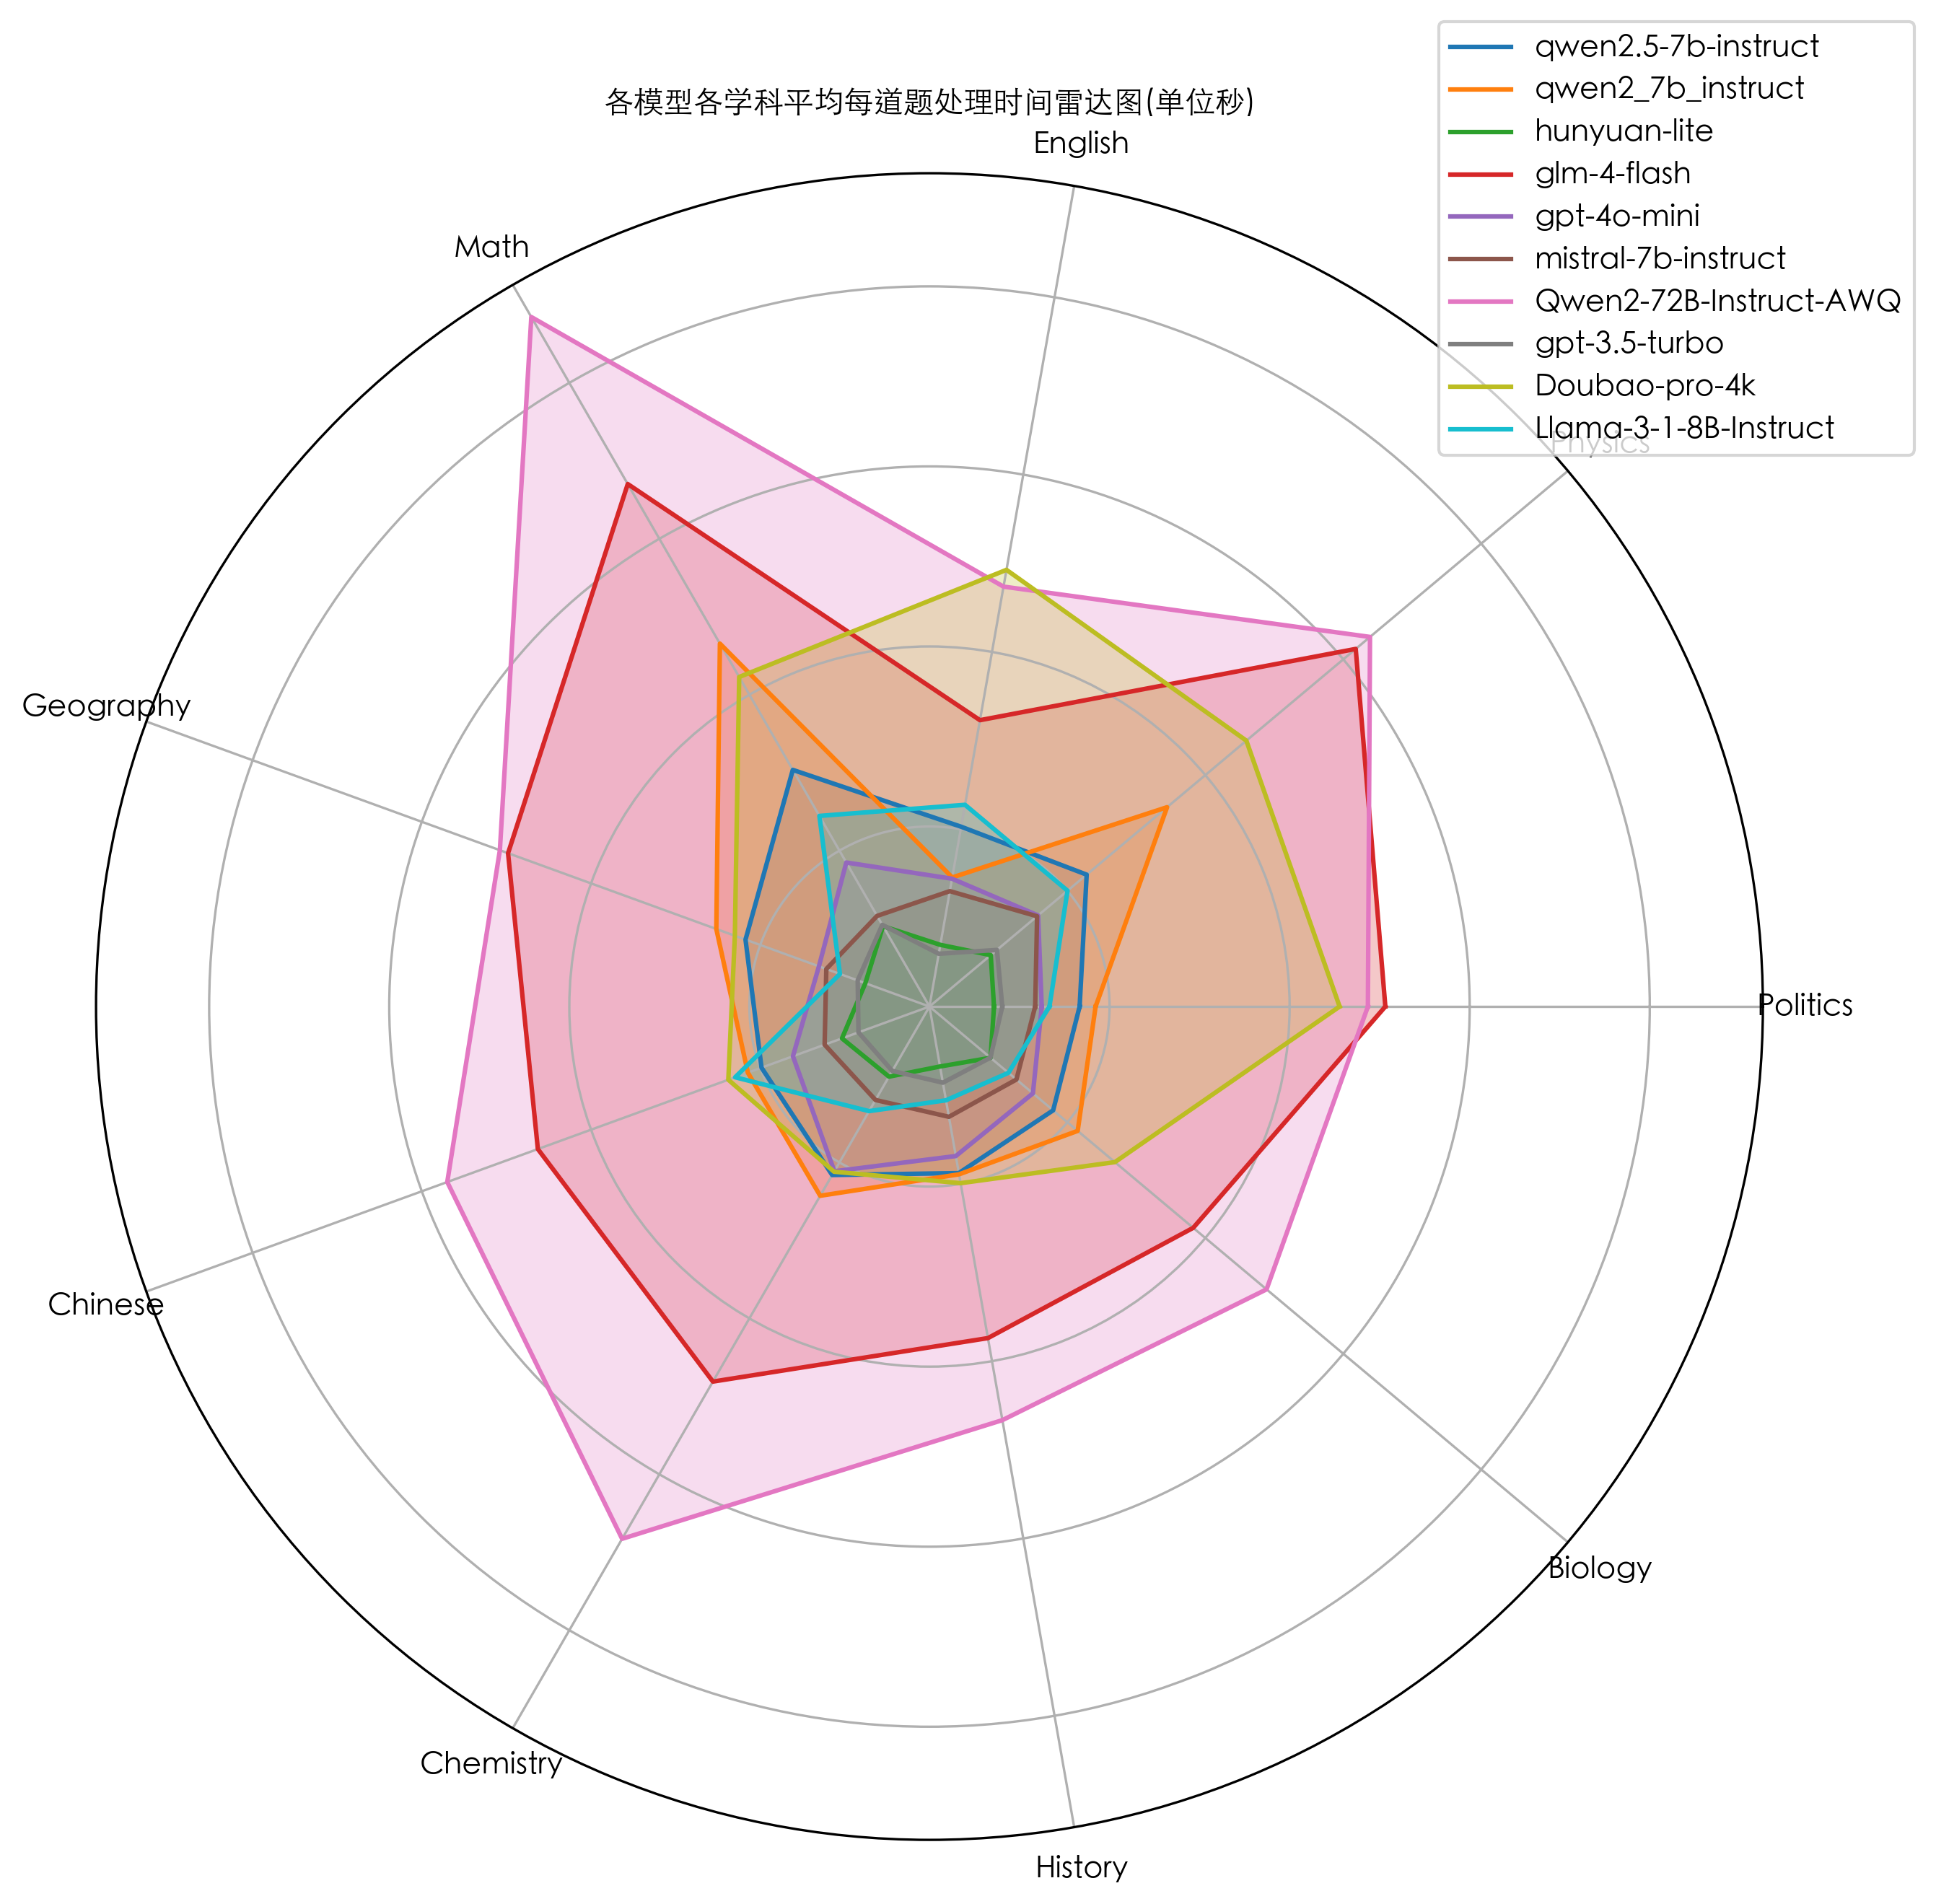 各模型各学科平均每道题处理时间雷达图(单位秒)
qwen2.5-7b-instruct
qwen2_7b_instruct
hunyuan-lite
glm-4-flash
gpt-4o-mini
mistral-7b-instruct
Qwen2-72B-Instruct-AWQ
gpt-3.5-turbo
Doubao-pro-4k
Llama-3-1-8B-Instruct
English
Math
Physics
Geography
Politics
Chinese
Biology
Chemistry
History